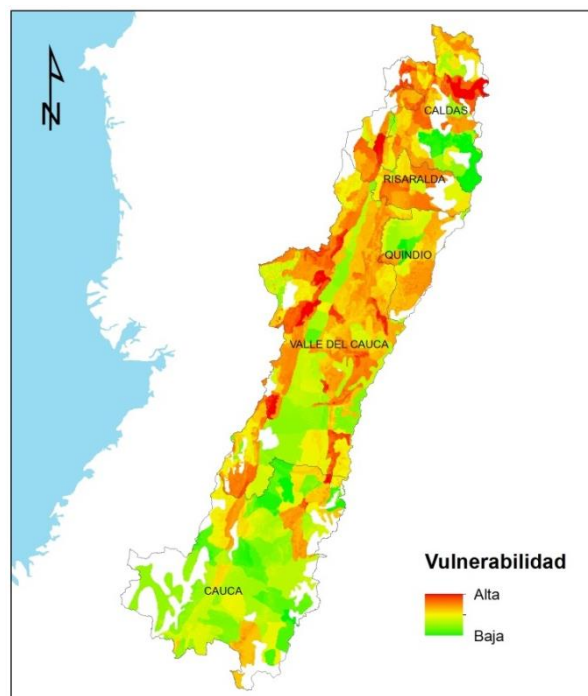 N
CALDAS
RISARALDA
QUINDIO
VALLE DEL CAUCA
CAUCA
Vulnerabilidad
Alta
Baja